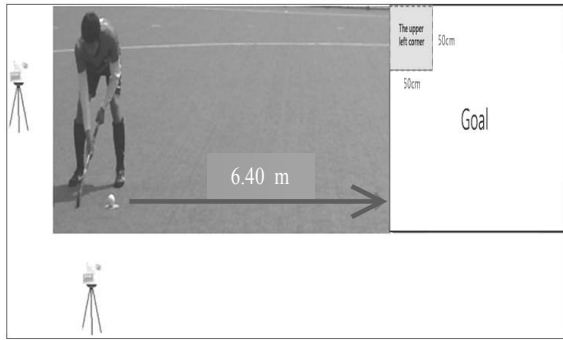 The upper
left corner
50cm
50cm
Goal
6.40 m